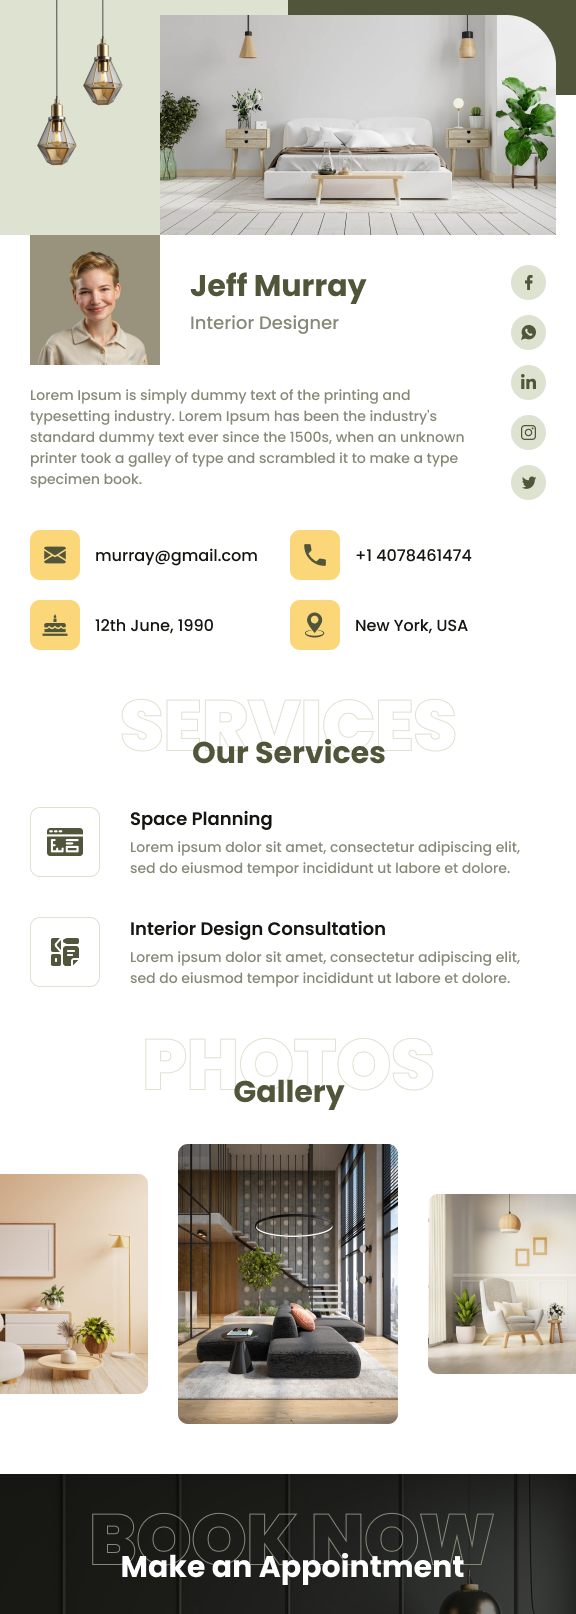 Jeff Murray
Interior Designer
Lorem Ipsum is simply dummy text of the printing and
typesetting industry. Lorem Ipsum has been the industry's
standard dummy text ever since the 1500s, when an unknown
printer took a galley of type and scrambled it to make a type
specimen book.
murray@gmail.com
+1 4078461474
12th June, 1990
New York, USA
SERVICES
Our Services
Space Planning
Lorem ipsum dolor sit amet, consectetur adipiscing elit,
sed do eiusmod tempor incididunt ut labore et dolore.
Interior Design Consultation
Lorem ipsum dolor sit amet, consectetur adipiscing elit,
sed do eiusmod tempor incididunt ut labore et dolore.
PHOTOS
Gallery
BOOK NOW
Make an Appointment